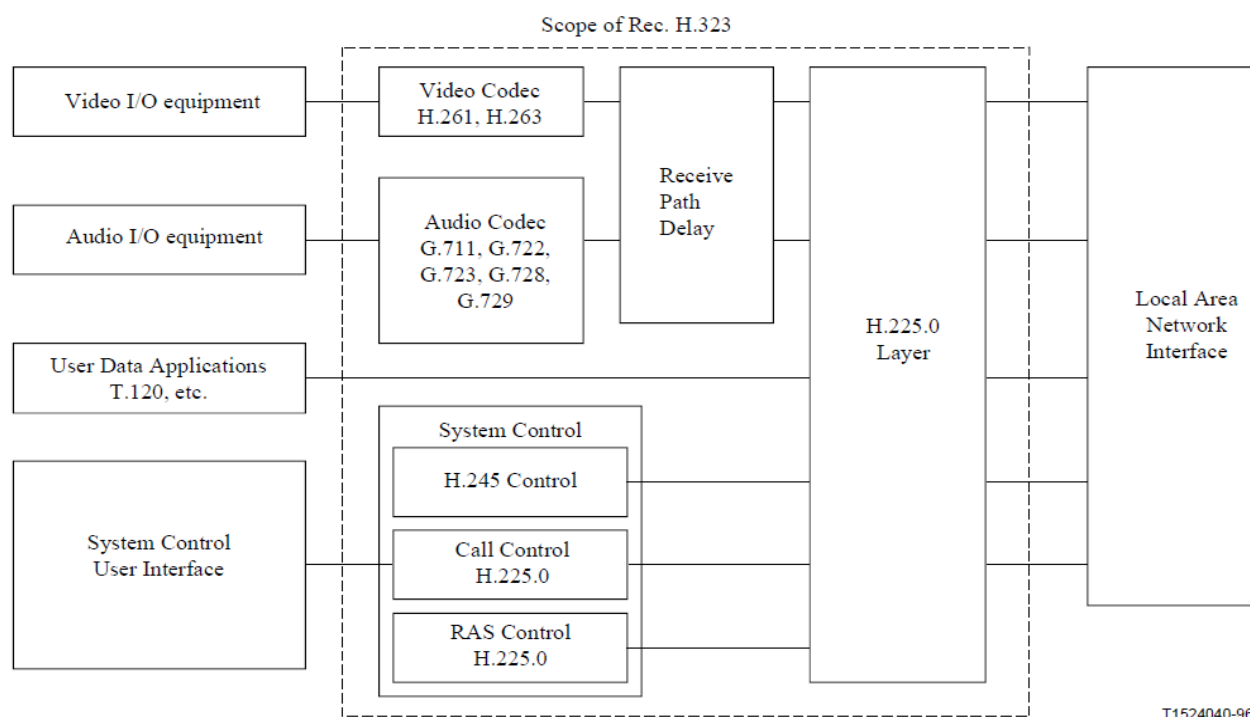 Scope of Rec. H.323
Video I/O equipment
Video Codec
H.261, H.263
Receive
Path
Delay
Audio I/O equipment
Audio Codec
G.711, G.722,
G.723, G.728,
G.729
H.225.0
Layer
Local Area
Network
Interface
User Data Applications
T.120, etc.
System Control
H.245 Control
System Control
User Interface
Call Control
H.225.0
RAS Control
H.225.0
T1524040-96